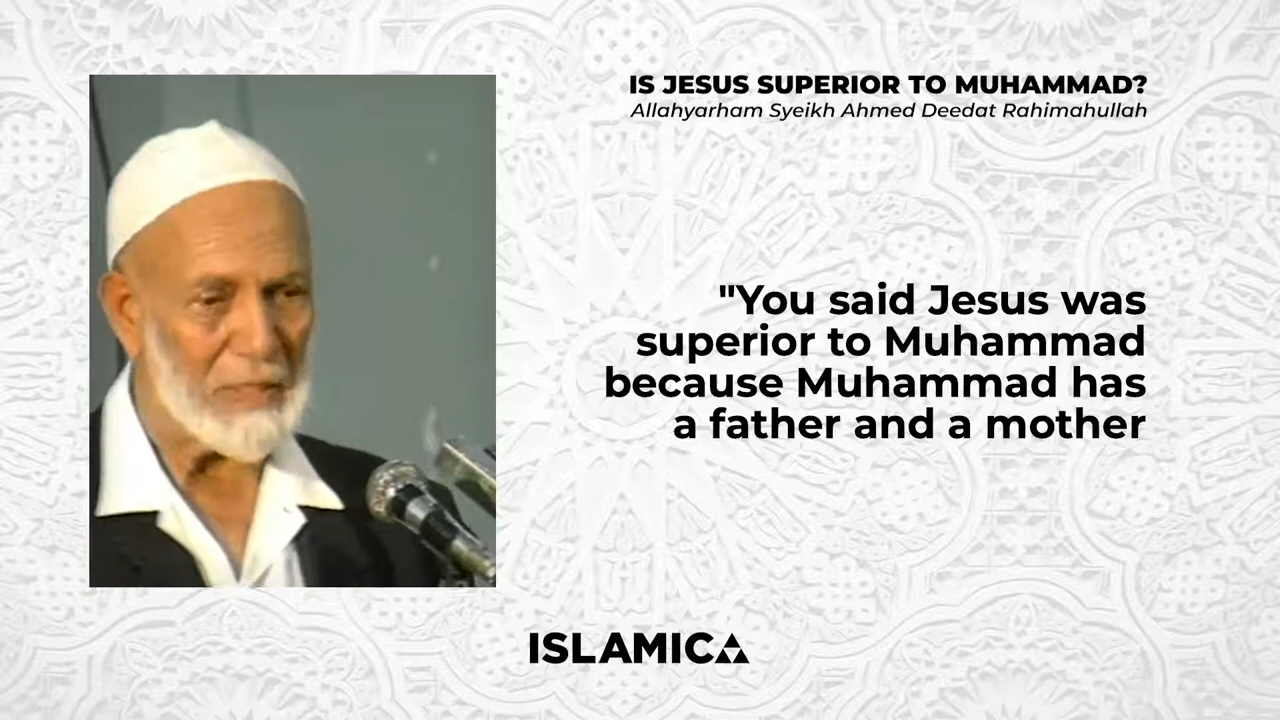 IS JESUS SUPERIOR TO MUHAMMAD?
Allahyarham Syeikh Ahmed Deedat Rahimahullah
"You said Jesus was
superior to Muhammad
because Muhammad has
a father and a mother
ISLAMICA